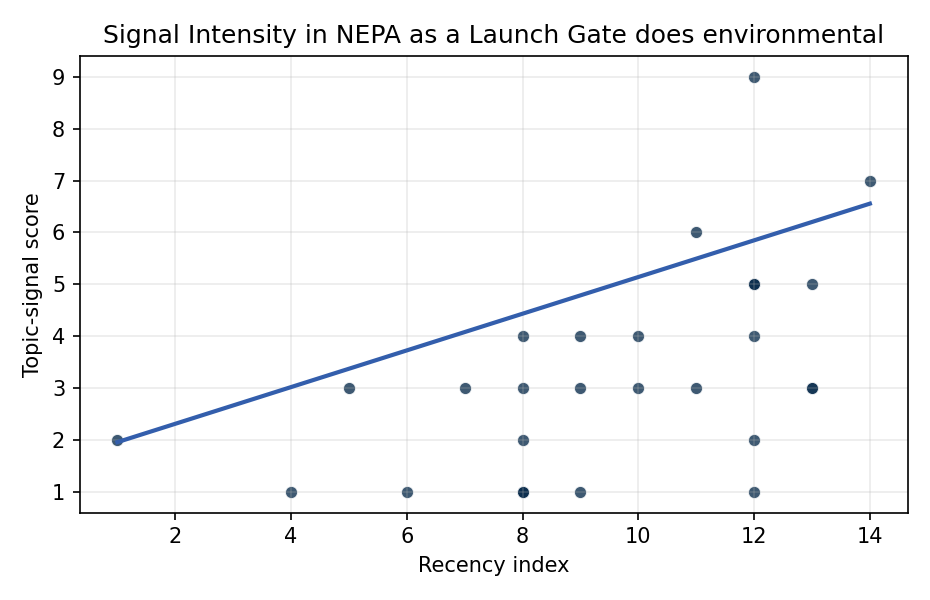 Signal Intensity in NEPA as a Launch Gate does environmental
9
8
7
6
5
4
3
2
1
Topic-signal score
2 4 6 8 10 12 14
Recency index